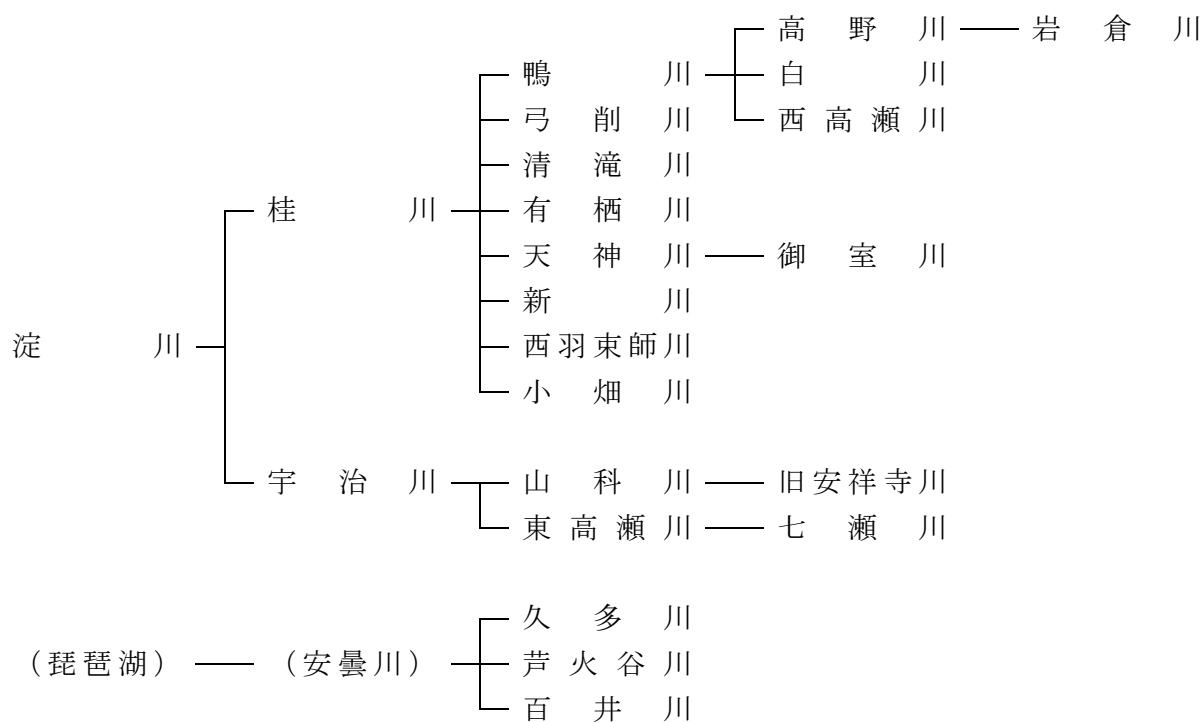 高野川 岩倉川
鴨川 白川
弓削川 西高瀬川
清滝川
桂川 有栖川
天神川 御室川
新川
淀川 西羽束師川
小畑川
宇治川 山科川 旧安祥寺川
東高瀬川 七瀬川
久多川
（琵琶湖） （安曇川） 芦火谷川
百井川